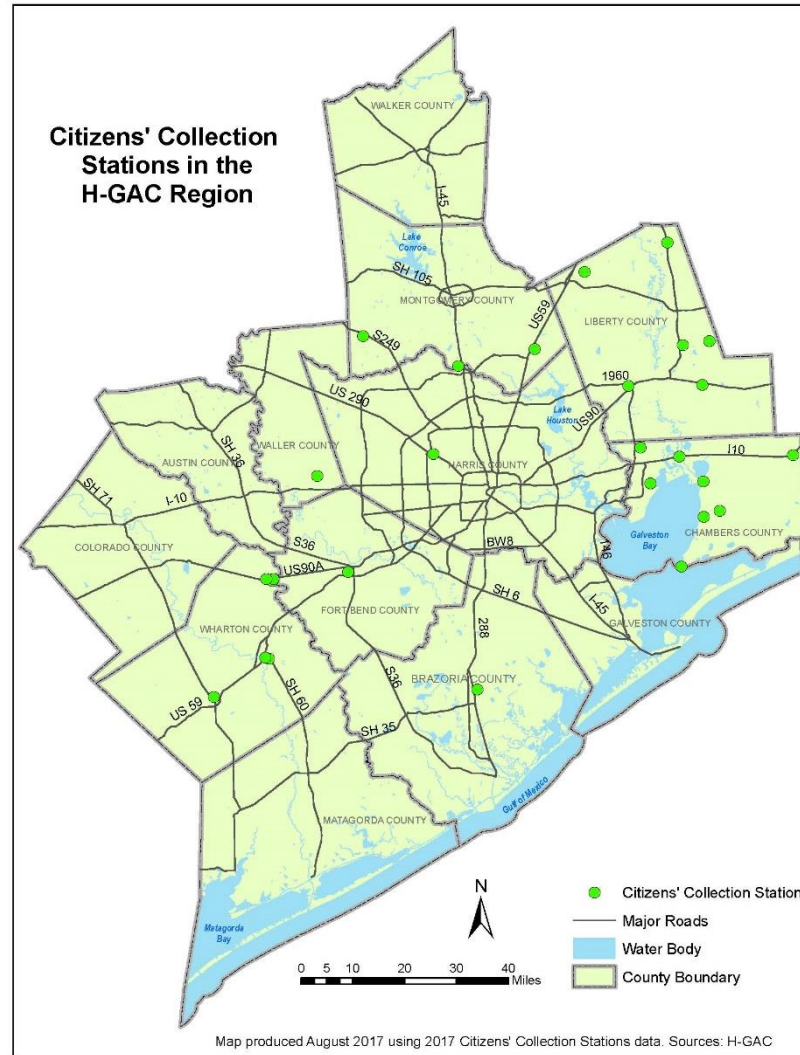 Citizens' Collection
Stations in the
H-GAC Region
WALKER COUNTY
I-45
Lake
Conroe
SH 105
MONTGOMERY COUNTY
US59
LIBERTY COUNTY
S249
1960
US 290
Lake
Houston
US90
SH 36
WALLER COUNTY
AUSTIN COUNTY
HARRIS COUNTY
I10
SH 71
I-10
COLORADO COUNTY
S36
BW8
146
Galveston
Bay
CHAMBERS COUNTY
US90A
SH 6
I-45
FORT BEND COUNTY
GALVESTON COUNTY
WHARTON COUNTY
288
S36
BRAZORIA COUNTY
US 59
SH 60
SH 35
Gulf of Mexico
MATAGORDA COUNTY
Matagorda
Bay
N
0 5 10 20 30 40
Miles
Citizens' Collection Station
Major Roads
Water Body
County Boundary
Map produced August 2017 using 2017 Citizens' Collection Stations data. Sources: H-GAC